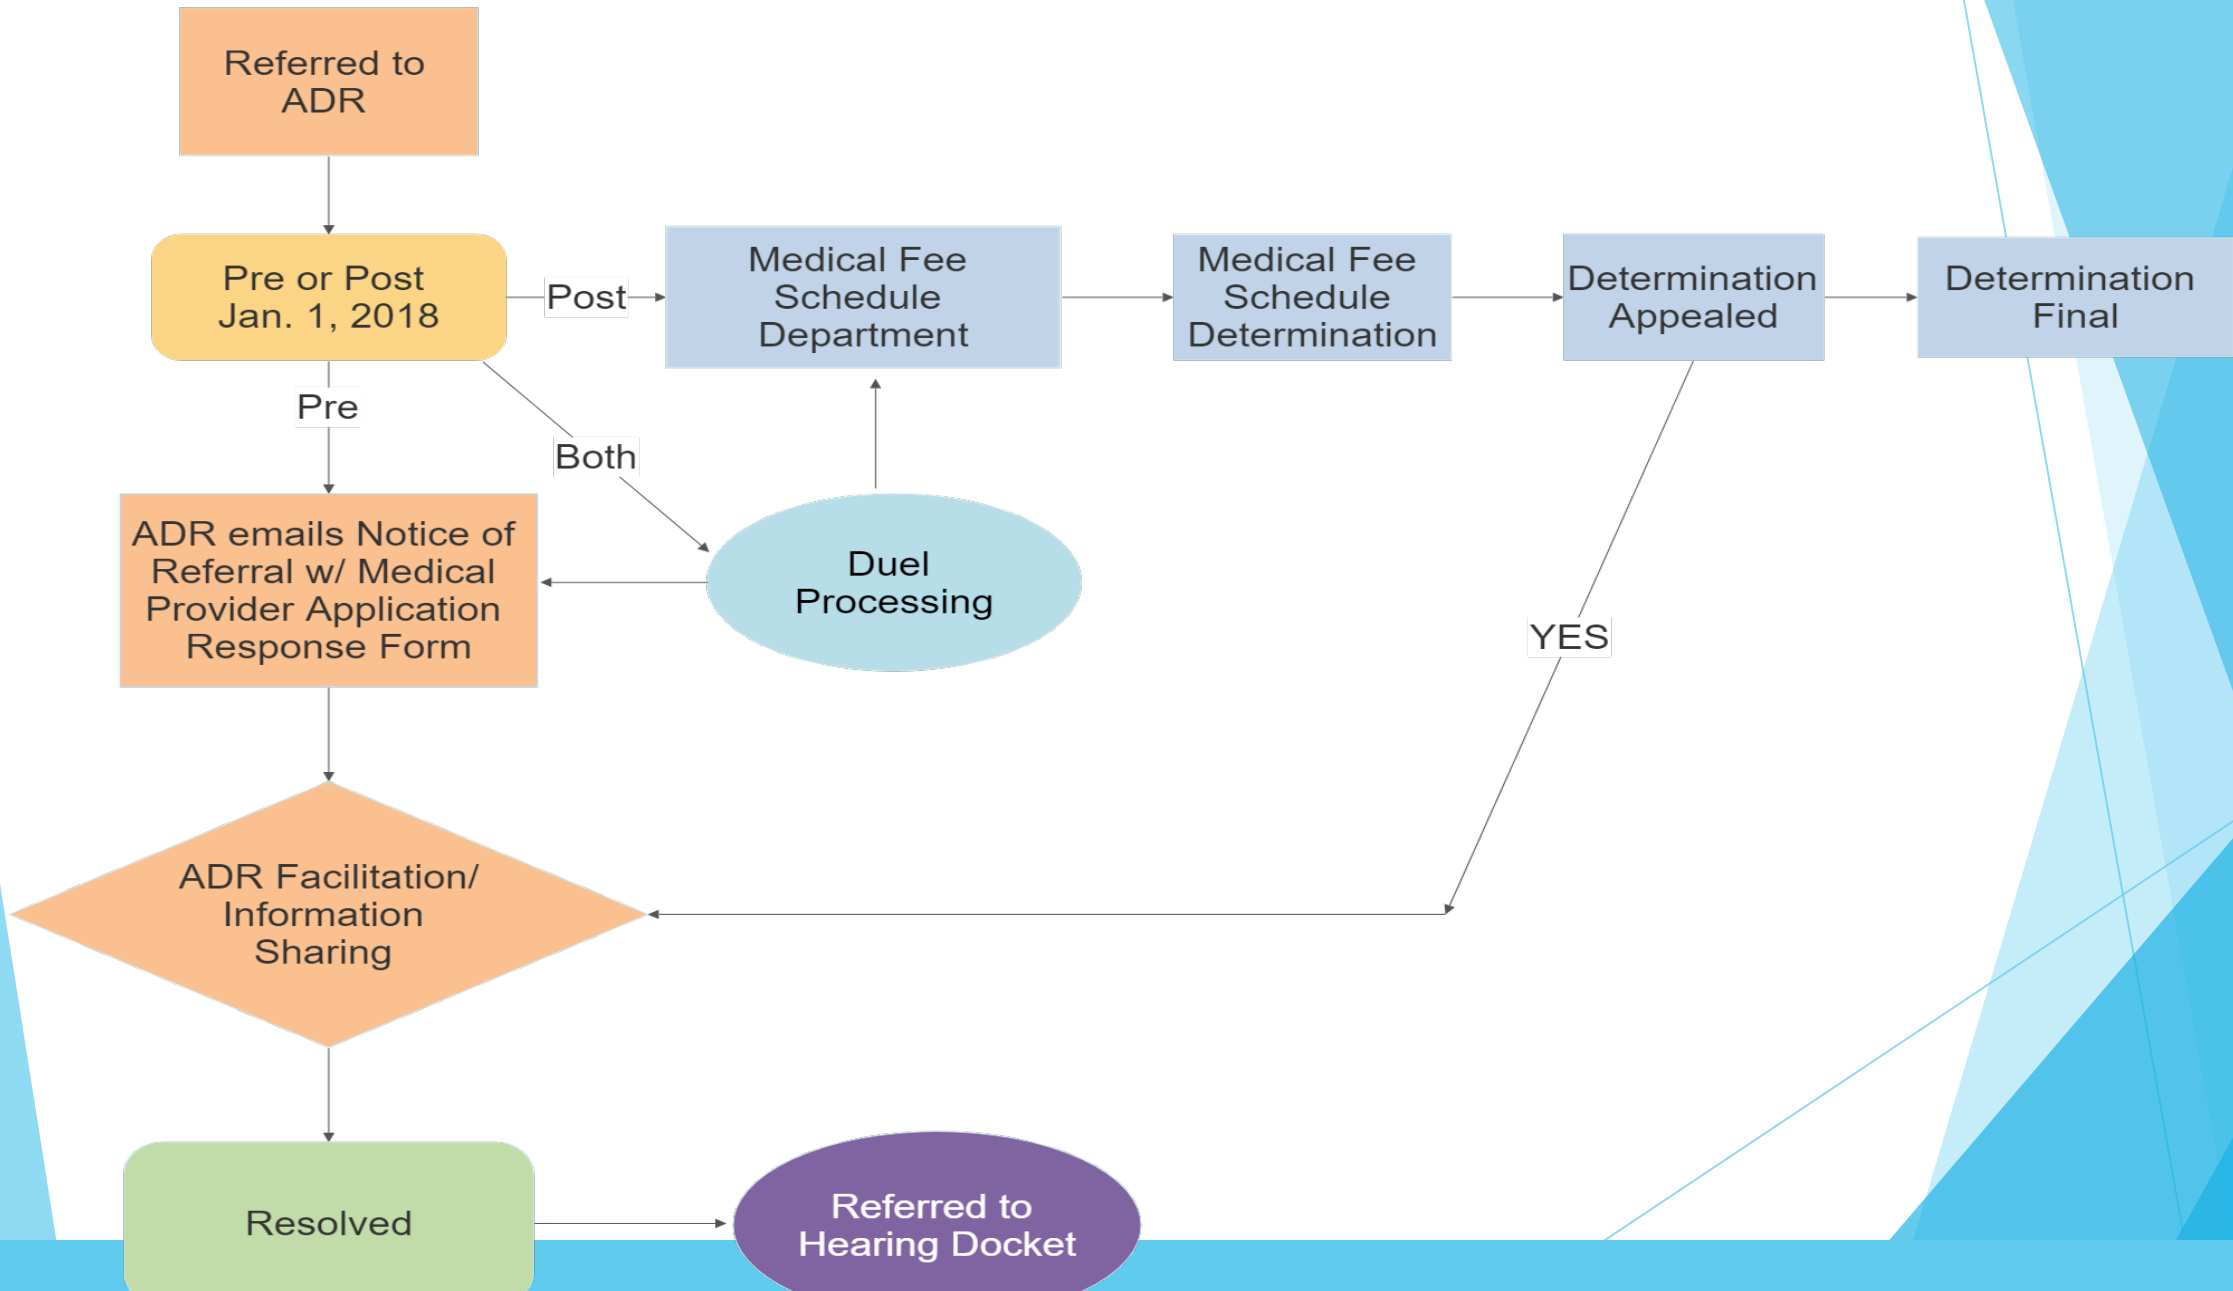 Referred to
ADR
Pre or Post
Jan. 1, 2018
Post
Medical Fee
Schedule
Department
Medical Fee
Schedule
Determination
Determination
Appealed
Determination
Final
Pre
Both
ADR emails Notice of
Referral w/ Medical
Provider Application
Response Form
Duel
Processing
YES
ADR Facilitation/
Information
Sharing
Resolved
Referred to
Hearing Docket